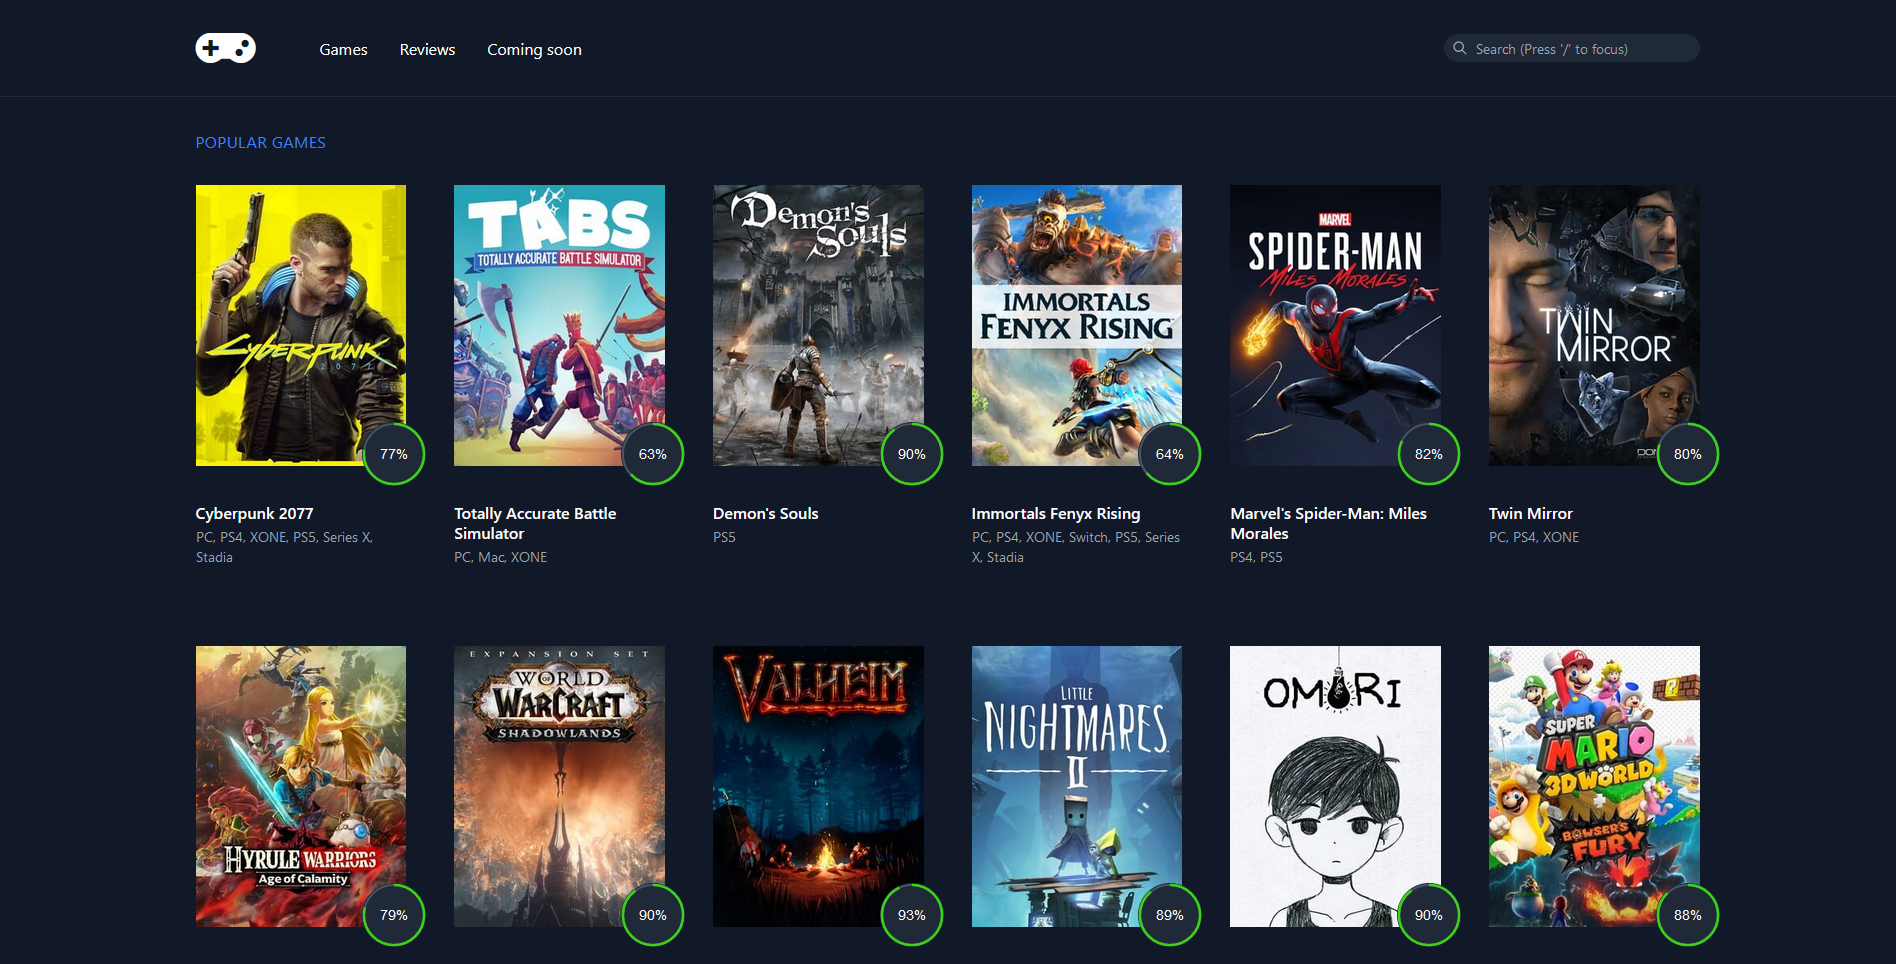 Games Reviews Coming soon Search (Press '/' to focus)
POPULAR GAMES
CYBERPUNK
2077
77%
Cyberpunk 2077
PC, PS4, XONE, PS5, Series X,
Stadia
TABS
TOTALLY ACCURATE BATTLE SIMULATOR
63%
Totally Accurate Battle
Simulator
PC, Mac, XONE
Demon's
Souls
90%
Demon's Souls
PS5
IMMORTALS
FENYX RISING
64%
Immortals Fenyx Rising
PC, PS4, XONE, Switch, PS5, Series
X, Stadia
MARVEL
SPIDER-MAN
MILES MORALES
82%
Marvel's Spider-Man: Miles
Morales
PS4, PS5
TWIN
MIRROR
80%
Twin Mirror
PC, PS4, XONE
HYRULE WARRIORS
Age of Calamity
79%
EXPANSION SET
WORLD
OF
WARCRAFT
SHADOWLANDS
90%
VALHEIM
93%
LITTLE
NIGHTMARES
II
89%
OMORI
90%
SUPER
MARIO
3D WORLD
+
BOWSER'S
FURY
88%